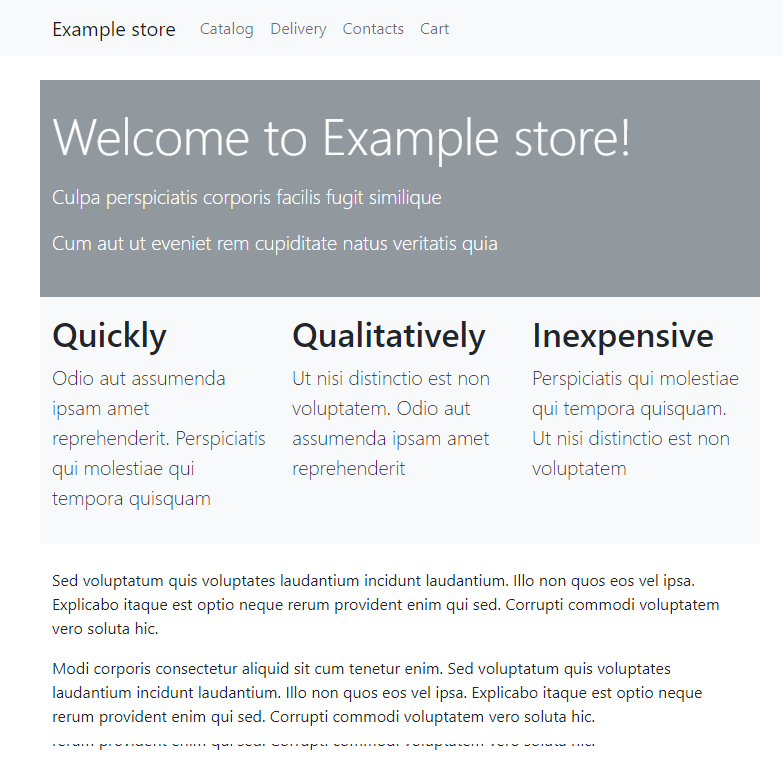 Example store Catalog Delivery Contacts Cart
Welcome to Example store!
Culpa perspiciatis corporis facilis fugit similique
Cum aut ut eveniet rem cupiditate natus veritatis quia
Quickly
Odio aut assumenda
ipsam amet
reprehenderit. Perspiciatis
qui molestiae qui
tempora quisquam
Qualitatively
Ut nisi distinctio est non
voluptatem. Odio aut
assumenda ipsam amet
reprehenderit
Inexpensive
Perspiciatis qui molestiae
qui tempora quisquam.
Ut nisi distinctio est non
voluptatem
Sed voluptatum quis voluptates laudantium incidunt laudantium. Illo non quos eos vel ipsa.
Explicabo itaque est optio neque rerum provident enim qui sed. Corrupti commodi voluptatem
vero soluta hic.
Modi corporis consectetur aliquid sit cum tenetur enim. Sed voluptatum quis voluptates
laudantium incidunt laudantium. Illo non quos eos vel ipsa. Explicabo itaque est optio neque
rerum provident enim qui sed. Corrupti commodi voluptatem vero soluta hic.